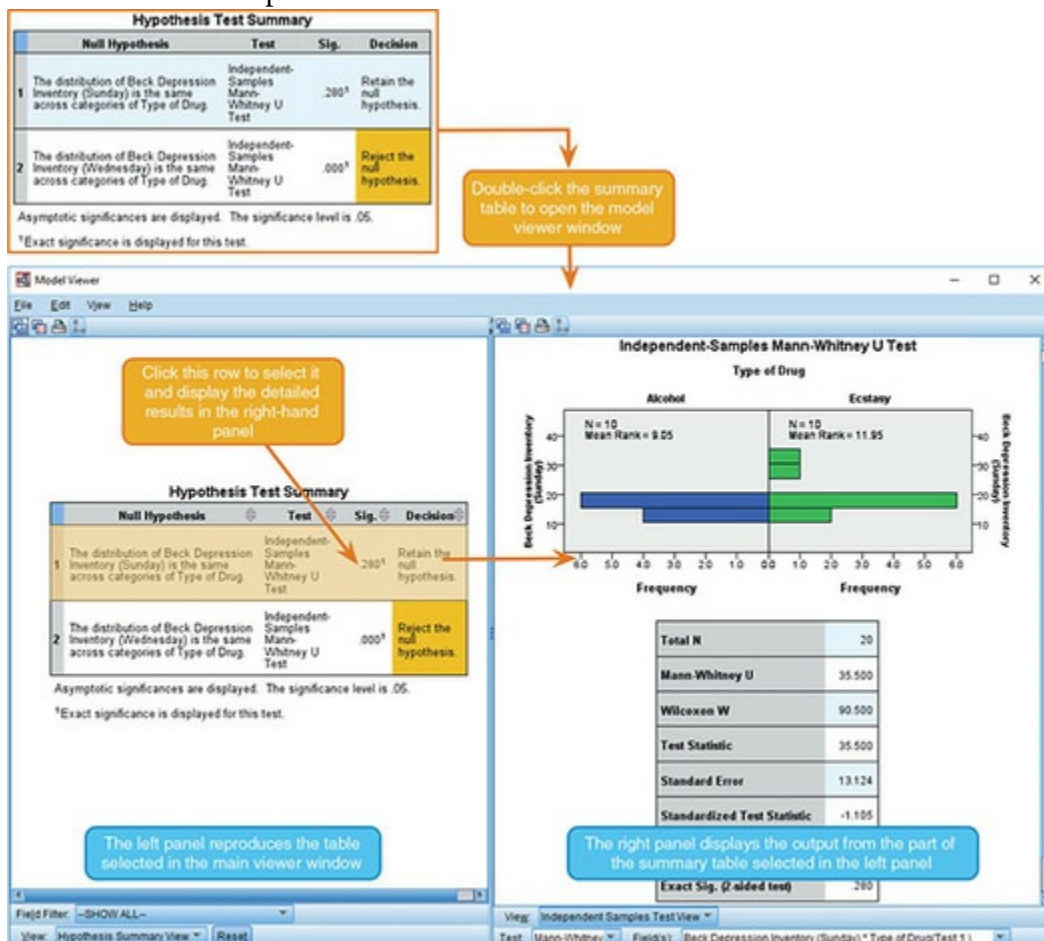 Hypothesis Test Summary
Null Hypothesis Test Sig. Decision
1 The distribution of Beck Depression Inventory (Sunday) is the same across categories of Type of Drug. Independent-Samples Mann-Whitney U Test .280¹ Retain the null hypothesis.
2 The distribution of Beck Depression Inventory (Wednesday) is the same across categories of Type of Drug. Independent-Samples Mann-Whitney U Test .000¹ Reject the null hypothesis.
Asymptotic significances are displayed. The significance level is .05.
¹Exact significance is displayed for this test.
Double-click the summary
table to open the model
viewer window
Model Viewer
File Edit View Help
Click this row to select it
and display the detailed
results in the right-hand
panel
Hypothesis Test Summary
Null Hypothesis Test Sig. Decision
1 The distribution of Beck Depression Inventory (Sunday) is the same across categories of Type of Drug. Independent-Samples Mann-Whitney U Test .280¹ Retain the null hypothesis.
2 The distribution of Beck Depression Inventory (Wednesday) is the same across categories of Type of Drug. Independent-Samples Mann-Whitney U Test .000¹ Reject the null hypothesis.
Asymptotic significances are displayed. The significance level is .05.
¹Exact significance is displayed for this test.
The left panel reproduces the table
selected in the main viewer window
Field Filter: --SHOW ALL--
View: Hypothesis Summary View Reset
Independent-Samples Mann-Whitney U Test
Type of Drug
Alcohol Ecstasy
N = 10 N = 10
Mean Rank = 9.05 Mean Rank = 11.95
Beck Depression Inventory
(Sunday)
40 30 20 10
40 30 20 10
Beck Depression Inventory
(Sunday)
6.0 5.0 4.0 3.0 2.0 1.0 0.0 1.0 2.0 3.0 4.0 5.0 6.0
Frequency Frequency
Total N 20
Mann-Whitney U 35.500
Wilcoxon W 90.500
Test Statistic 35.500
Standard Error 13.124
Standardized Test Statistic -1.105
The right panel displays the output from the part of
the summary table selected in the left panel
Exact Sig. (2-sided test) .280
View: Independent Samples Test View
Test: Mann-Whitney Field(s): Beck Depression Inventory (Sunday) * Type of Drug(Test 1)